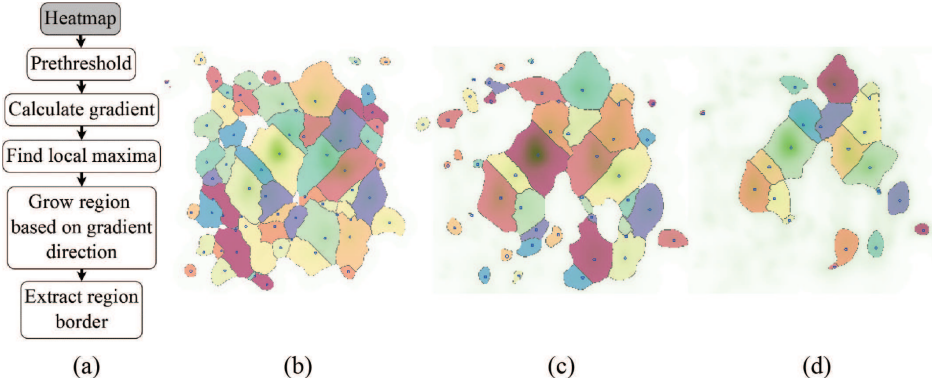 Heatmap
Prethreshold
Calculate gradient
Find local maxima
Grow region
based on gradient
direction
Extract region
border
(a)
(b)
(c)
(d)